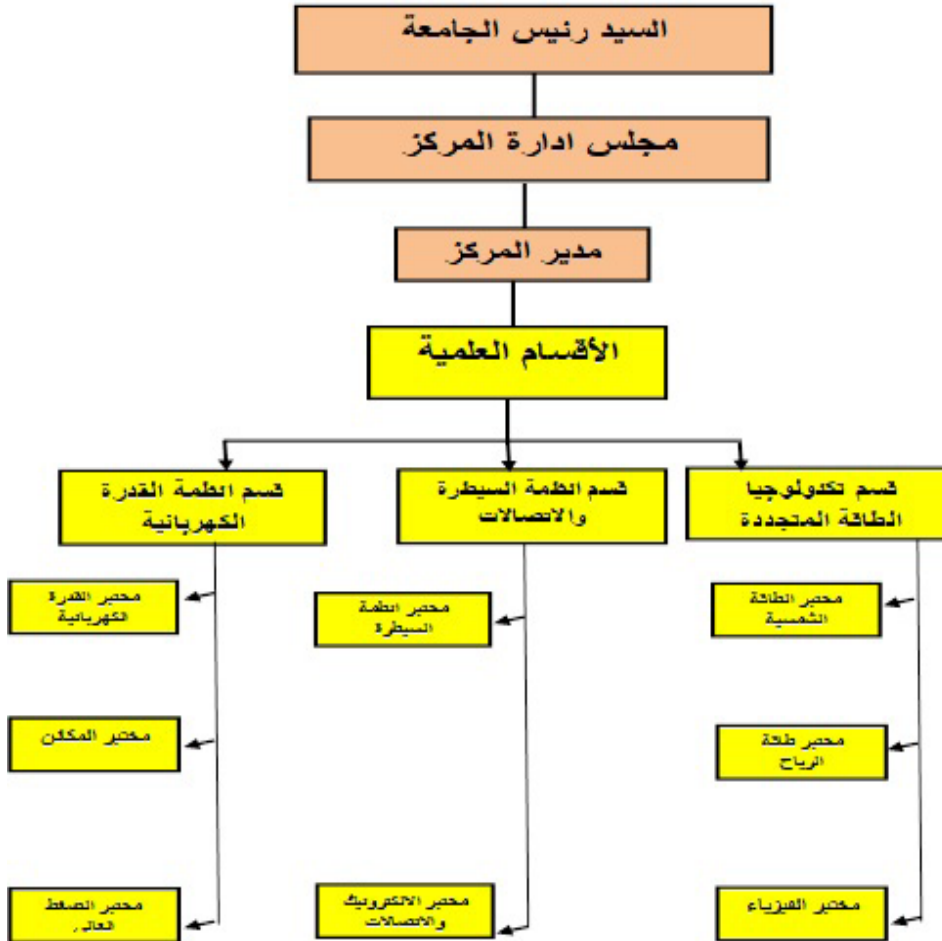 السيد رئيس الجامعة
مجلس ادارة المركز
مدير المركز
الأقسام العلمية
قسم تكنولوجيا
الطاقة المتجددة
قسم انظمة السيطرة
والاتصالات
قسم انظمة القدرة
الكهربائية
مختبر الطاقة
الشمسية
مختبر طاقة
الرياح
مختبر الفيزياء
مختبر انظمة
السيطرة
مختبر الالكترونيك
والاتصالات
مختبر القدرة
الكهربائية
مختبر المكائن
مختبر الضغط
العالي